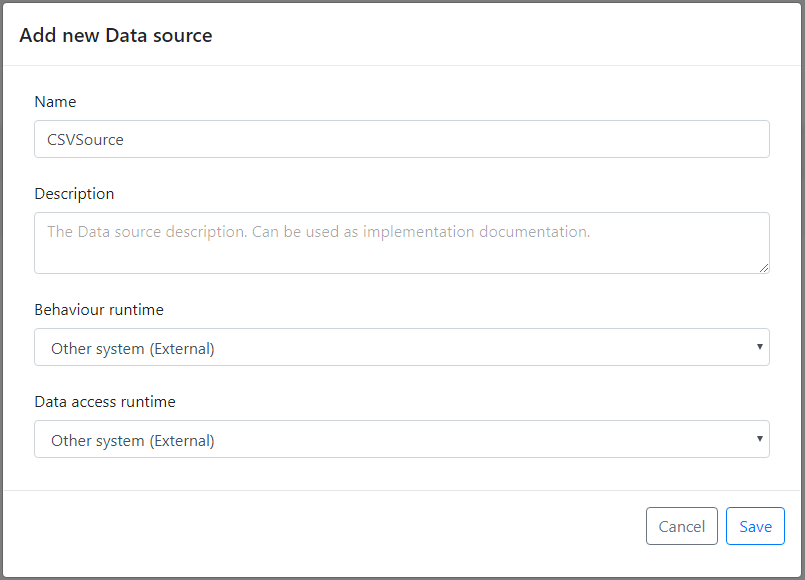 Add new Data source
Name
CSVSource
Description
The Data source description. Can be used as implementation documentation.
Behaviour runtime
Other system (External)
Data access runtime
Other system (External)
Cancel Save